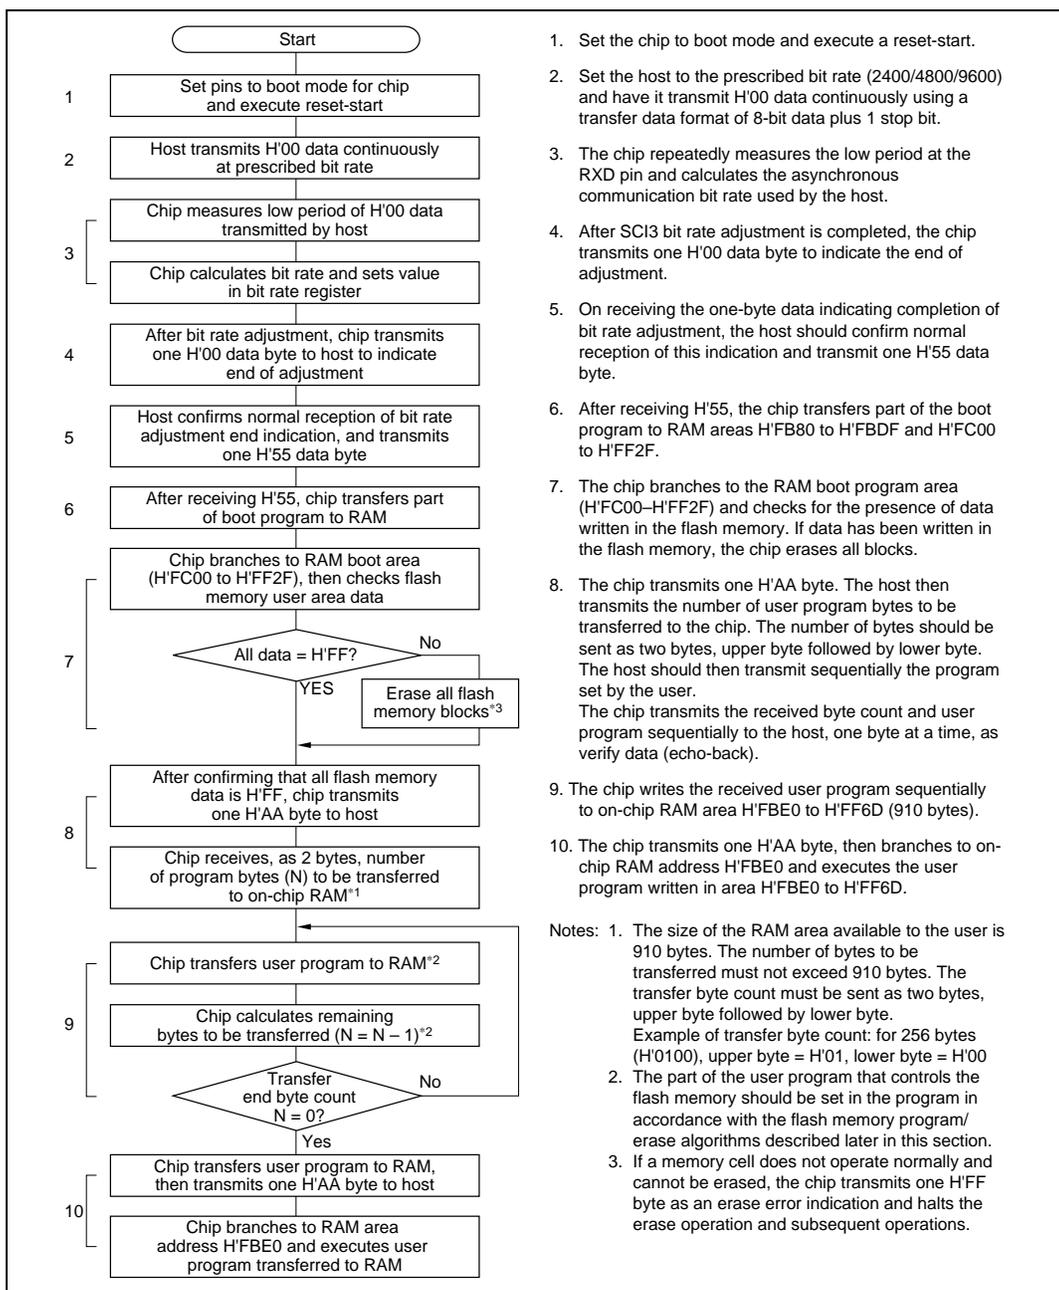 Start
1
Set pins to boot mode for chip
and execute reset-start
2
Host transmits H'00 data continuously
at prescribed bit rate
3
Chip measures low period of H'00 data
transmitted by host
Chip calculates bit rate and sets value
in bit rate register
4
After bit rate adjustment, chip transmits
one H'00 data byte to host to indicate
end of adjustment
5
Host confirms normal reception of bit rate
adjustment end indication, and transmits
one H'55 data byte
6
After receiving H'55, chip transfers part
of boot program to RAM
7
Chip branches to RAM boot area
(H'FC00 to H'FF2F), then checks flash
memory user area data
All data = H'FF?
No
YES
Erase all flash
memory blocks*3
8
After confirming that all flash memory
data is H'FF, chip transmits
one H'AA byte to host
Chip receives, as 2 bytes, number
of program bytes (N) to be transferred
to on-chip RAM*1
9
Chip transfers user program to RAM*2
Chip calculates remaining
bytes to be transferred (N = N – 1)*2
Transfer
end byte count
N = 0?
No
Yes
10
Chip transfers user program to RAM,
then transmits one H'AA byte to host
Chip branches to RAM area
address H'FBE0 and executes user
program transferred to RAM
1. Set the chip to boot mode and execute a reset-start.
2. Set the host to the prescribed bit rate (2400/4800/9600)
and have it transmit H'00 data continuously using a
transfer data format of 8-bit data plus 1 stop bit.
3. The chip repeatedly measures the low period at the
RXD pin and calculates the asynchronous
communication bit rate used by the host.
4. After SCI3 bit rate adjustment is completed, the chip
transmits one H'00 data byte to indicate the end of
adjustment.
5. On receiving the one-byte data indicating completion of
bit rate adjustment, the host should confirm normal
reception of this indication and transmit one H'55 data
byte.
6. After receiving H'55, the chip transfers part of the boot
program to RAM areas H'FB80 to H'FBDF and H'FC00
to H'FF2F.
7. The chip branches to the RAM boot program area
(H'FC00–H'FF2F) and checks for the presence of data
written in the flash memory. If data has been written in
the flash memory, the chip erases all blocks.
8. The chip transmits one H'AA byte. The host then
transmits the number of user program bytes to be
transferred to the chip. The number of bytes should be
sent as two bytes, upper byte followed by lower byte.
The host should then transmit sequentially the program
set by the user.
The chip transmits the received byte count and user
program sequentially to the host, one byte at a time, as
verify data (echo-back).
9. The chip writes the received user program sequentially
to on-chip RAM area H'FBE0 to H'FF6D (910 bytes).
10. The chip transmits one H'AA byte, then branches to on-
chip RAM address H'FBE0 and executes the user
program written in area H'FBE0 to H'FF6D.
Notes: 1. The size of the RAM area available to the user is
910 bytes. The number of bytes to be
transferred must not exceed 910 bytes. The
transfer byte count must be sent as two bytes,
upper byte followed by lower byte.
Example of transfer byte count: for 256 bytes
(H'0100), upper byte = H'01, lower byte = H'00
2. The part of the user program that controls the
flash memory should be set in the program in
accordance with the flash memory program/
erase algorithms described later in this section.
3. If a memory cell does not operate normally and
cannot be erased, the chip transmits one H'FF
byte as an erase error indication and halts the
erase operation and subsequent operations.